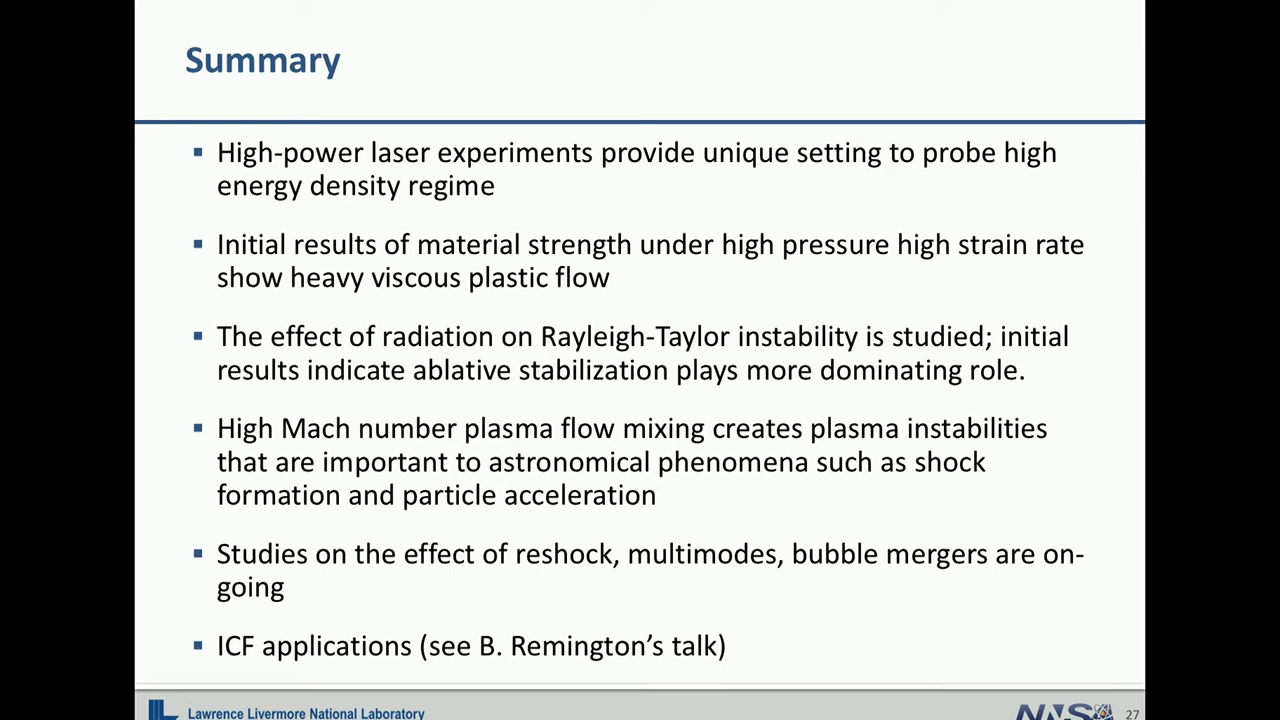 Summary
▪ High-power laser experiments provide unique setting to probe high
energy density regime
▪ Initial results of material strength under high pressure high strain rate
show heavy viscous plastic flow
▪ The effect of radiation on Rayleigh-Taylor instability is studied; initial
results indicate ablative stabilization plays more dominating role.
▪ High Mach number plasma flow mixing creates plasma instabilities
that are important to astronomical phenomena such as shock
formation and particle acceleration
▪ Studies on the effect of reshock, multimodes, bubble mergers are on-
going
▪ ICF applications (see B. Remington’s talk)
Lawrence Livermore National Laboratory
27